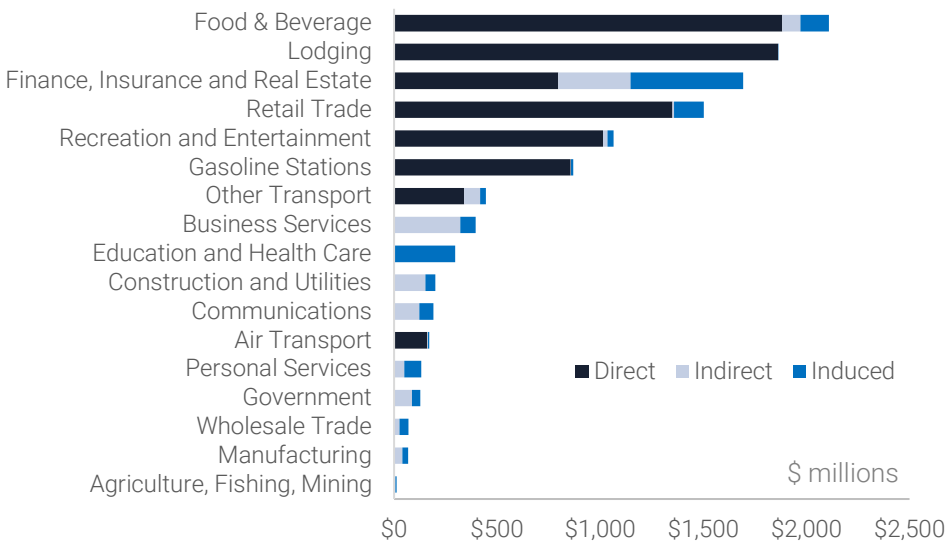 Food & Beverage
Lodging
Finance, Insurance and Real Estate
Retail Trade
Recreation and Entertainment
Gasoline Stations
Other Transport
Business Services
Education and Health Care
Construction and Utilities
Communications
Air Transport
Personal Services
Direct Indirect Induced
Government
Wholesale Trade
Manufacturing
$ millions
Agriculture, Fishing, Mining
$0 $500 $1,000 $1,500 $2,000 $2,500